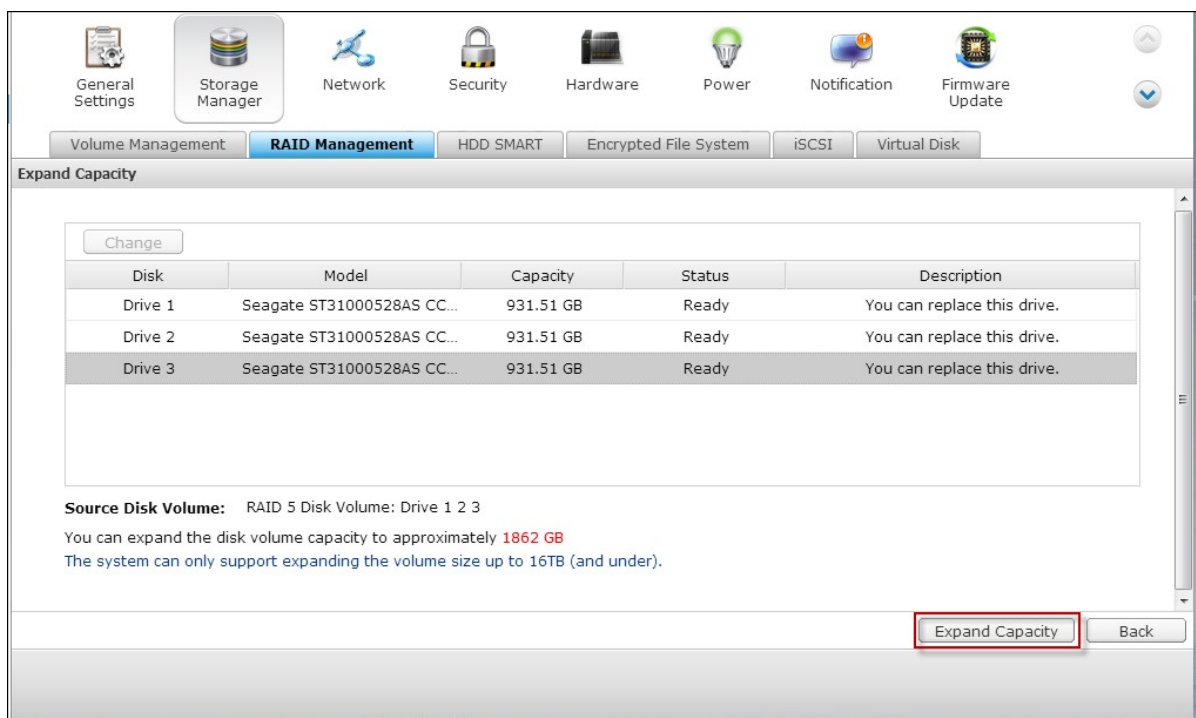 General Settings
Storage Manager
Network
Security
Hardware
Power
Notification
Firmware Update
Volume Management
RAID Management
HDD SMART
Encrypted File System
iSCSI
Virtual Disk
Expand Capacity
Change
Disk Model Capacity Status Description
Drive 1 Seagate ST31000528AS CC... 931.51 GB Ready You can replace this drive.
Drive 2 Seagate ST31000528AS CC... 931.51 GB Ready You can replace this drive.
Drive 3 Seagate ST31000528AS CC... 931.51 GB Ready You can replace this drive.
Source Disk Volume: RAID 5 Disk Volume: Drive 1 2 3
You can expand the disk volume capacity to approximately 1862 GB
The system can only support expanding the volume size up to 16TB (and under).
Expand Capacity
Back